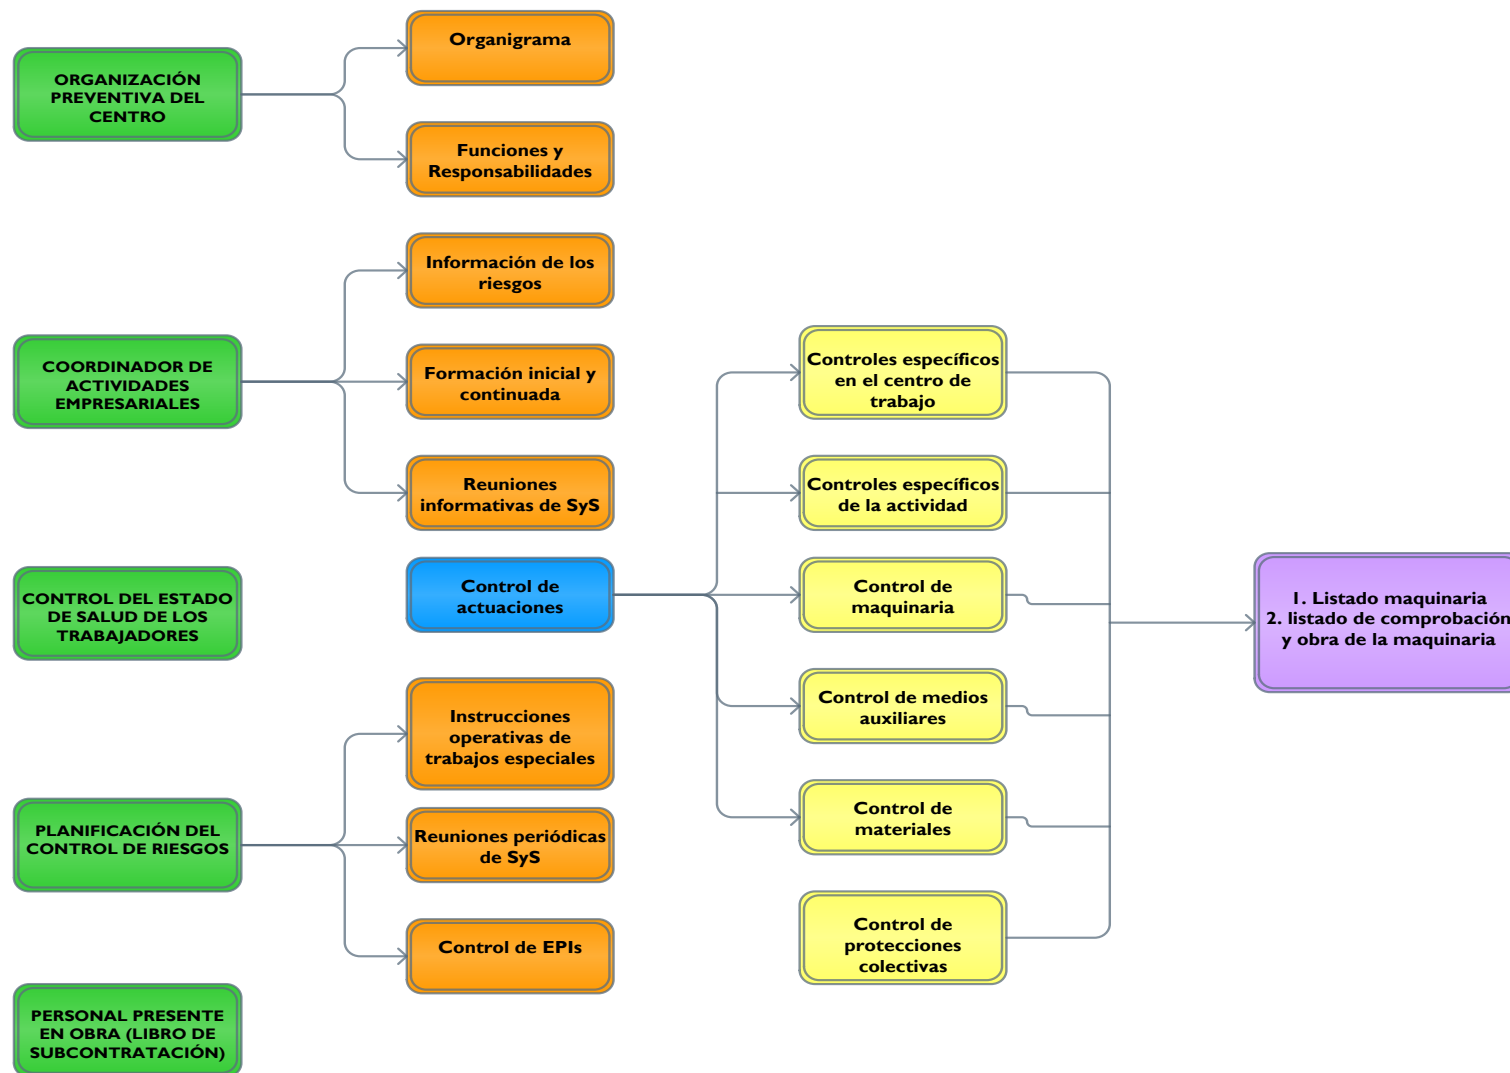 ORGANIZACIÓN
PREVENTIVA DEL
CENTRO
Organigrama
Funciones y
Responsabilidades
COORDINADOR DE
ACTIVIDADES
EMPRESARIALES
Información de los
riesgos
Formación inicial y
continuada
Reuniones
informativas de SyS
CONTROL DEL ESTADO
DE SALUD DE LOS
TRABAJADORES
Control de
actuaciones
Controles específicos
en el centro de
trabajo
Controles específicos
de la actividad
Control de
maquinaria
Control de medios
auxiliares
Control de
materiales
Control de
protecciones
colectivas
1. Listado maquinaria
2. listado de comprobación
y obra de la maquinaria
PLANIFICACIÓN DEL
CONTROL DE RIESGOS
Instrucciones
operativas de
trabajos especiales
Reuniones periódicas
de SyS
Control de EPIs
PERSONAL PRESENTE
EN OBRA (LIBRO DE
SUBCONTRATACIÓN)